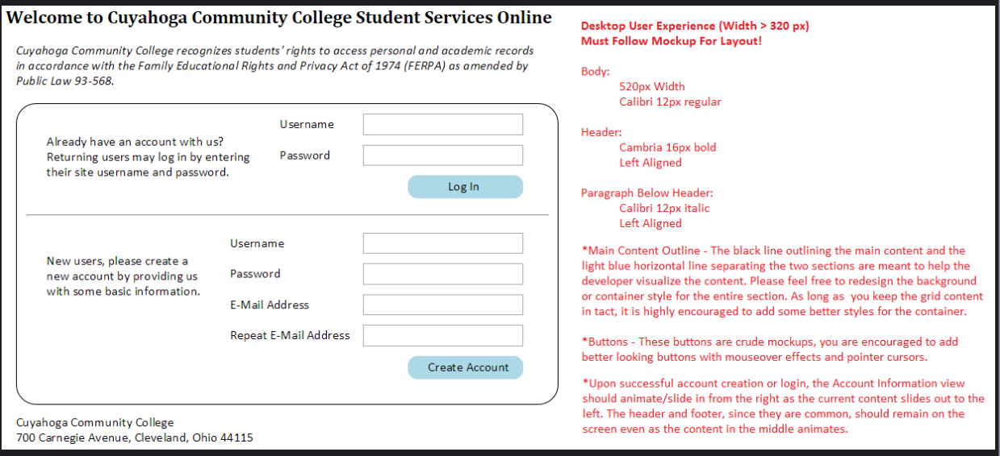 Welcome to Cuyahoga Community College Student Services Online
Cuyahoga Community College recognizes students' rights to access personal and academic records
in accordance with the Family Educational Rights and Privacy Act of 1974 (FERPA) as amended by
Public Law 93-568.
Already have an account with us?
Returning users may log in by entering
their site username and password.
Username
Password
Log In
New users, please create a
new account by providing us
with some basic information.
Username
Password
E-Mail Address
Repeat E-Mail Address
Create Account
Cuyahoga Community College
700 Carnegie Avenue, Cleveland, Ohio 44115
Desktop User Experience (Width > 320 px)
Must Follow Mockup For Layout!
Body:
520px Width
Calibri 12px regular
Header:
Cambria 16px bold
Left Aligned
Paragraph Below Header:
Calibri 12px italic
Left Aligned
*Main Content Outline - The black line outlining the main content and the
light blue horizontal line separating the two sections are meant to help the
developer visualize the content. Please feel free to redesign the background
or container style for the entire section. As long as  you keep the grid content
in tact, it is highly encouraged to add some better styles for the container.
*Buttons - These buttons are crude mockups, you are encouraged to add
better looking buttons with mouseover effects and pointer cursors.
*Upon successful account creation or login, the Account Information view
should animate/slide in from the right as the current content slides out to the
left. The header and footer, since they are common, should remain on the
screen even as the content in the middle animates.